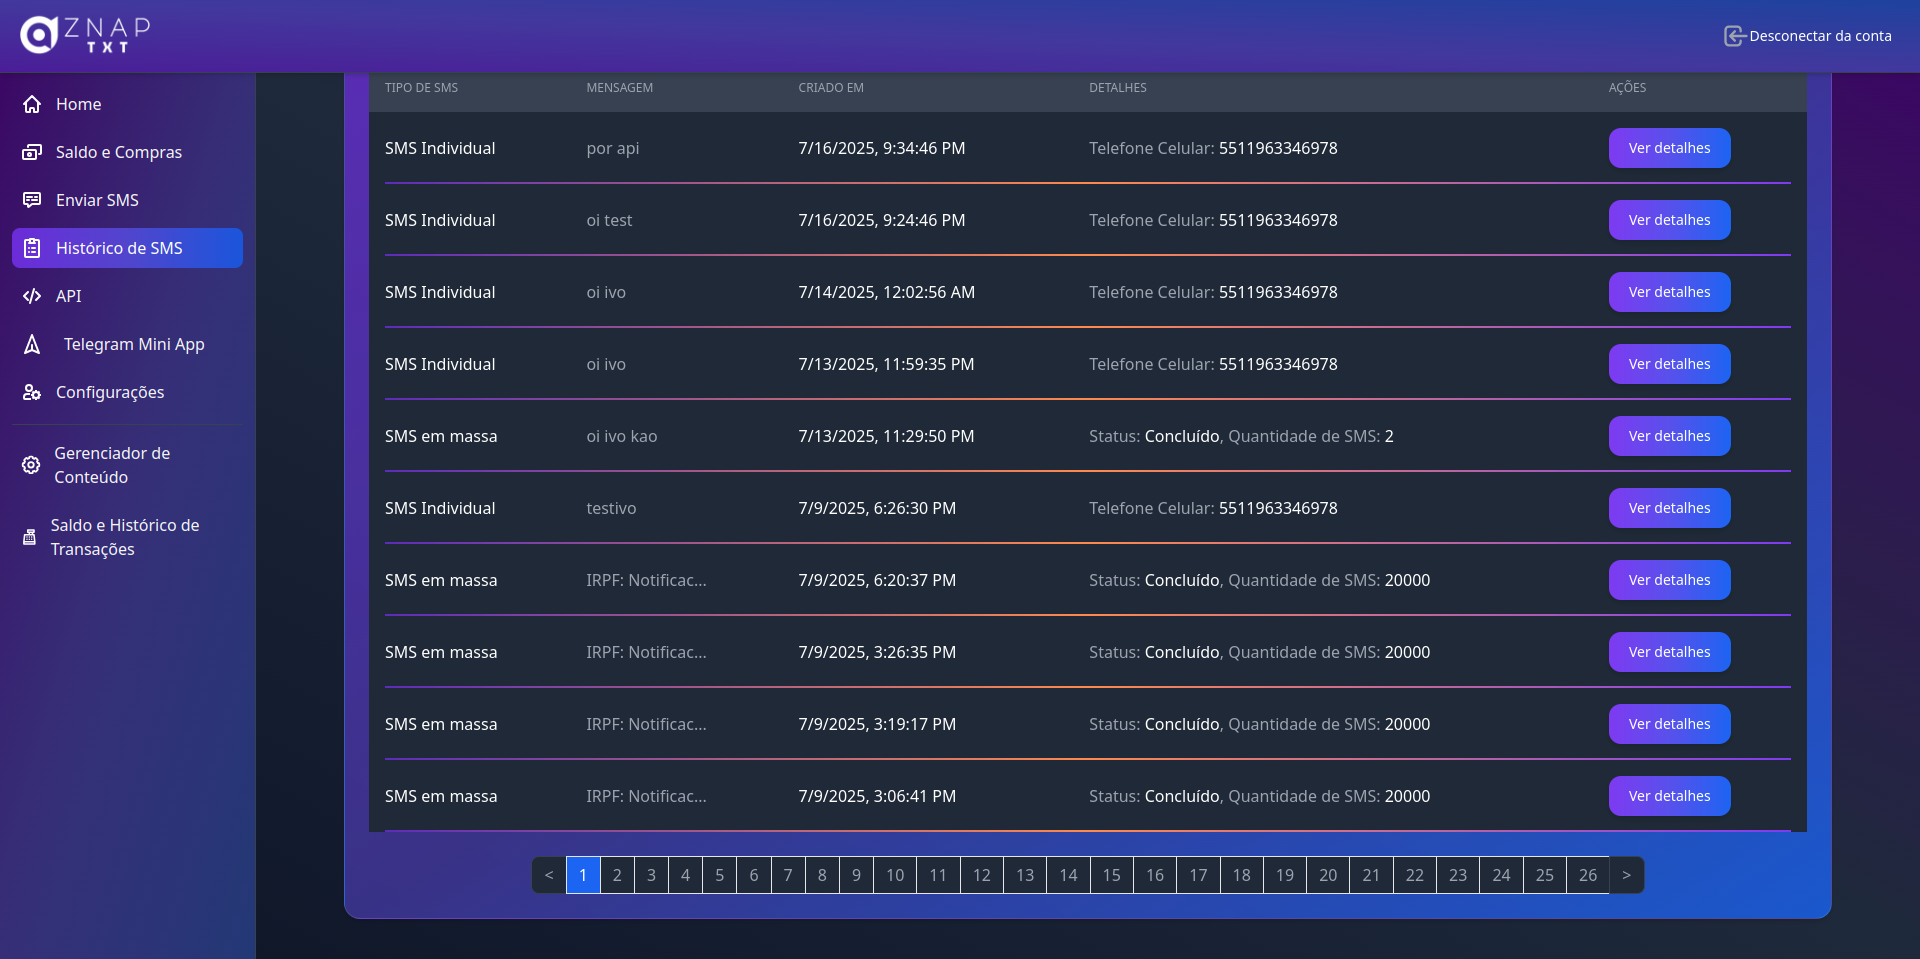 ZNAP
TXT
Desconectar da conta
Home
Saldo e Compras
Enviar SMS
Histórico de SMS
API
Telegram Mini App
Configurações
Gerenciador de
Conteúdo
Saldo e Histórico de
Transações
TIPO DE SMS MENSAGEM CRIADO EM DETALHES AÇÕES
SMS Individual por api 7/16/2025, 9:34:46 PM Telefone Celular: 5511963346978 Ver detalhes
SMS Individual oi test 7/16/2025, 9:24:46 PM Telefone Celular: 5511963346978 Ver detalhes
SMS Individual oi ivo 7/14/2025, 12:02:56 AM Telefone Celular: 5511963346978 Ver detalhes
SMS Individual oi ivo 7/13/2025, 11:59:35 PM Telefone Celular: 5511963346978 Ver detalhes
SMS em massa oi ivo kao 7/13/2025, 11:29:50 PM Status: Concluído, Quantidade de SMS: 2 Ver detalhes
SMS Individual testivo 7/9/2025, 6:26:30 PM Telefone Celular: 5511963346978 Ver detalhes
SMS em massa IRPF: Notificac... 7/9/2025, 6:20:37 PM Status: Concluído, Quantidade de SMS: 20000 Ver detalhes
SMS em massa IRPF: Notificac... 7/9/2025, 3:26:35 PM Status: Concluído, Quantidade de SMS: 20000 Ver detalhes
SMS em massa IRPF: Notificac... 7/9/2025, 3:19:17 PM Status: Concluído, Quantidade de SMS: 20000 Ver detalhes
SMS em massa IRPF: Notificac... 7/9/2025, 3:06:41 PM Status: Concluído, Quantidade de SMS: 20000 Ver detalhes
< 1 2 3 4 5 6 7 8 9 10 11 12 13 14 15 16 17 18 19 20 21 22 23 24 25 26 >